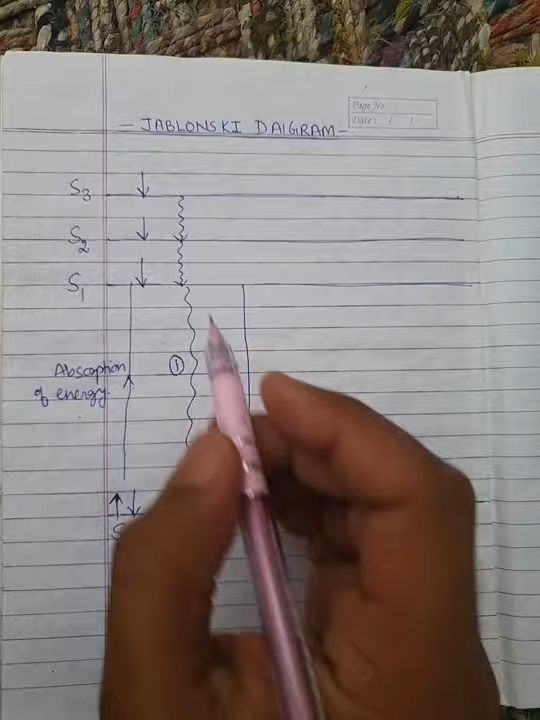 Page No
Date: / /
- JABLONSKI DAIGRAM -
S3
S2
S1
Absorption
of energy.
①
S